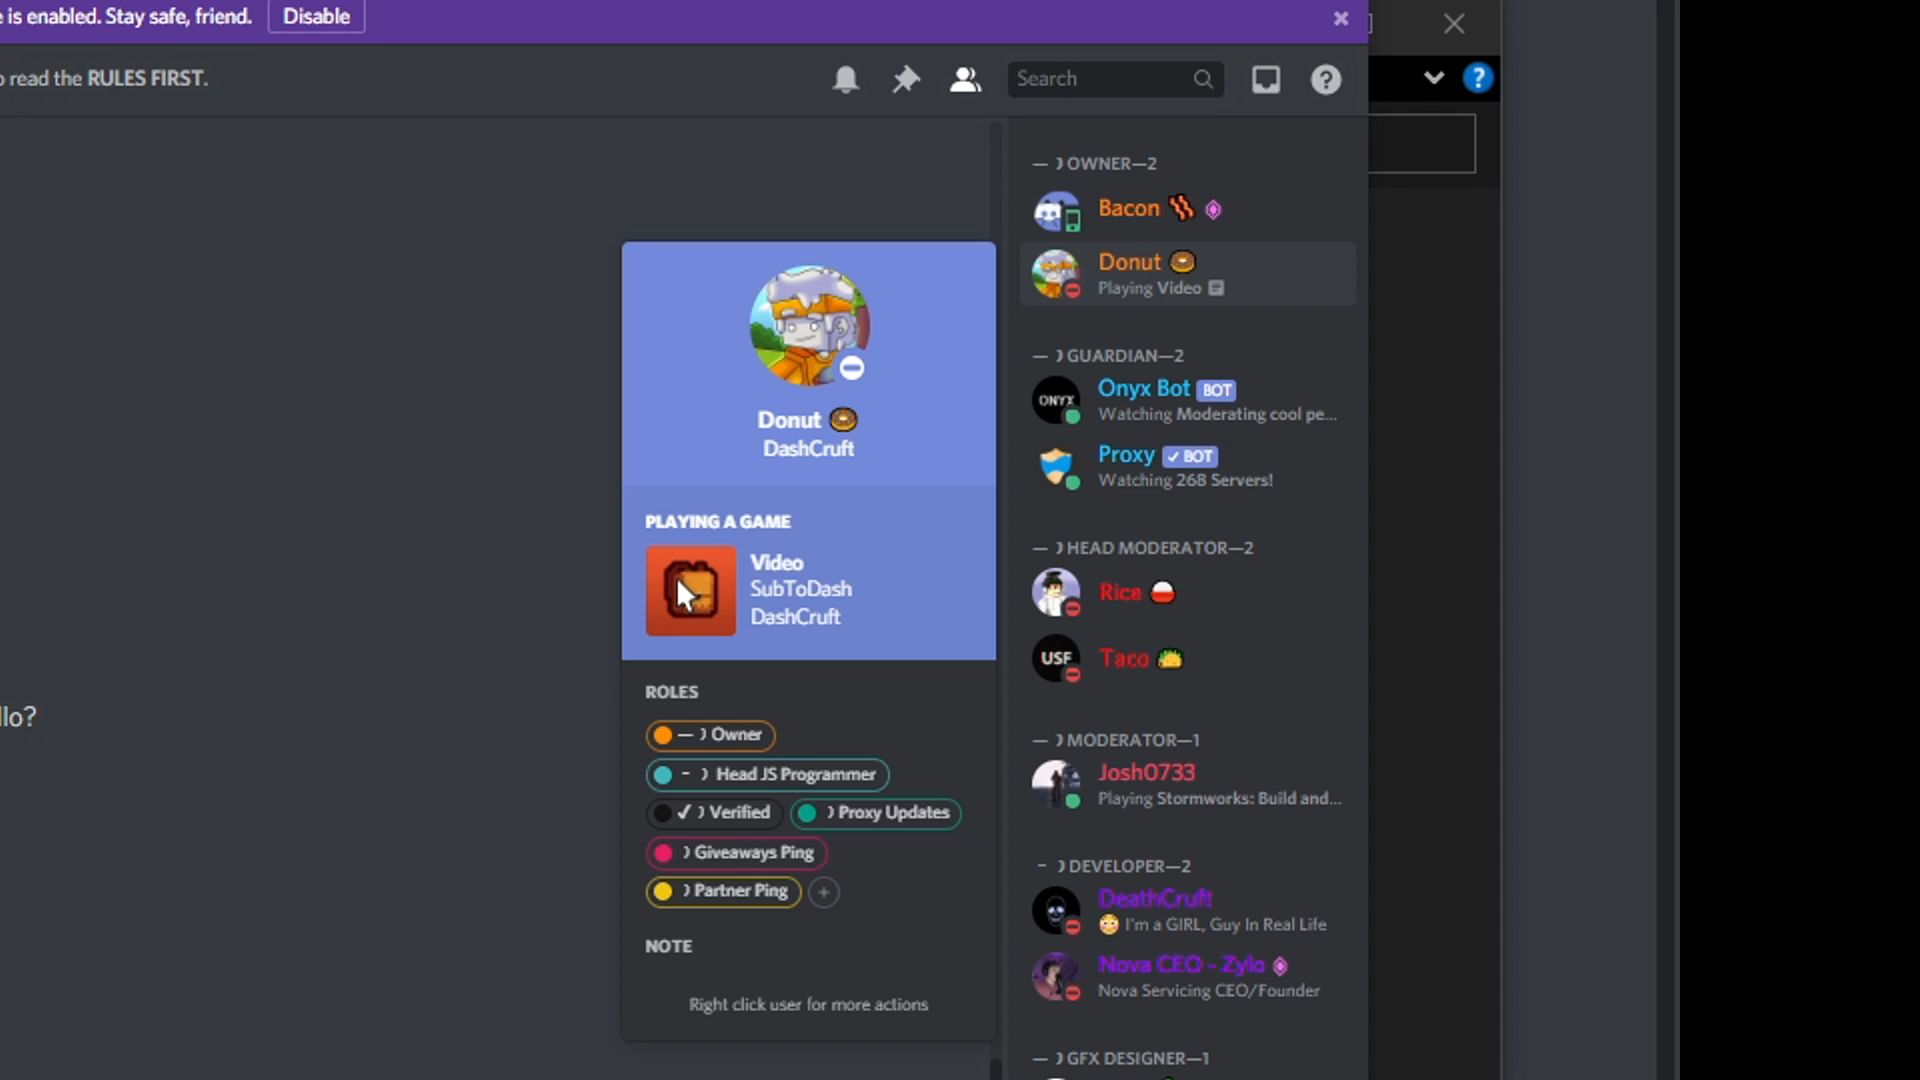 e is enabled. Stay safe, friend. Disable
o read the RULES FIRST.
Search
llo?
Donut
DashCruft
PLAYING A GAME
Video
SubToDash
DashCruft
ROLES
— ☽ Owner
- ☽ Head JS Programmer
✓ ☽ Verified ☽ Proxy Updates
☽ Giveaways Ping
☽ Partner Ping
NOTE
Right click user for more actions
— ☽ OWNER—2
Bacon
Donut
Playing Video
— ☽ GUARDIAN—2
ONYX
Onyx Bot BOT
Watching Moderating cool pe...
Proxy ✓ BOT
Watching 268 Servers!
— ☽ HEAD MODERATOR—2
Rice
USF
Taco
— ☽ MODERATOR—1
Josh0733
Playing Stormworks: Build and...
- ☽ DEVELOPER—2
DeathCruft
I'm a GIRL, Guy In Real Life
Nova CEO - Zylo
Nova Servicing CEO/Founder
— ☽ GFX DESIGNER—1